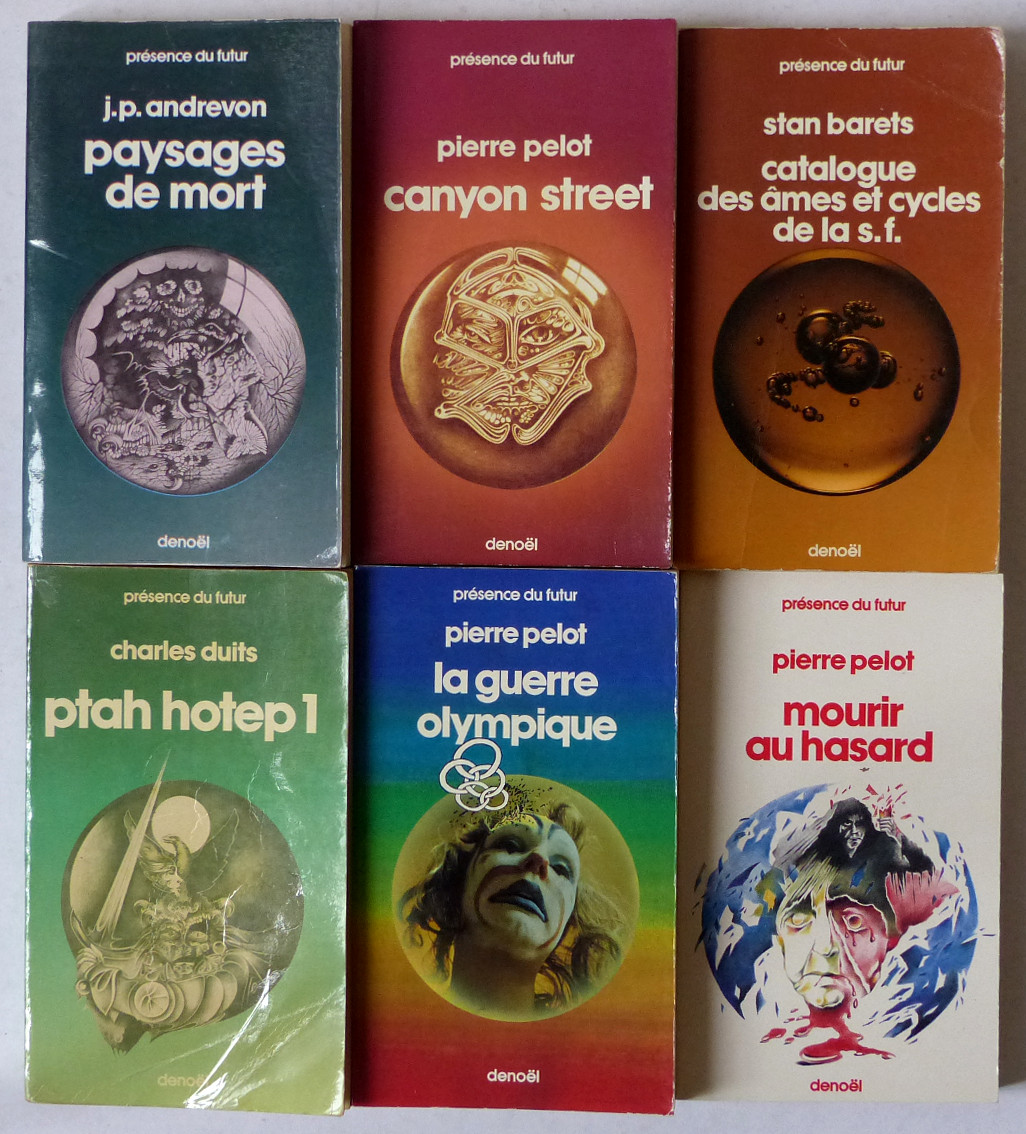 présence du futur
j.p. andrevon
paysages
de mort
denoël
présence du futur
pierre pelot
canyon street
denoël
présence du futur
stan barets
catalogue
des âmes et cycles
de la s.f.
denoël
présence du futur
charles duits
ptah hotep 1
denoël
présence du futur
pierre pelot
la guerre
olympique
denoël
présence du futur
pierre pelot
mourir
au hasard
denoël